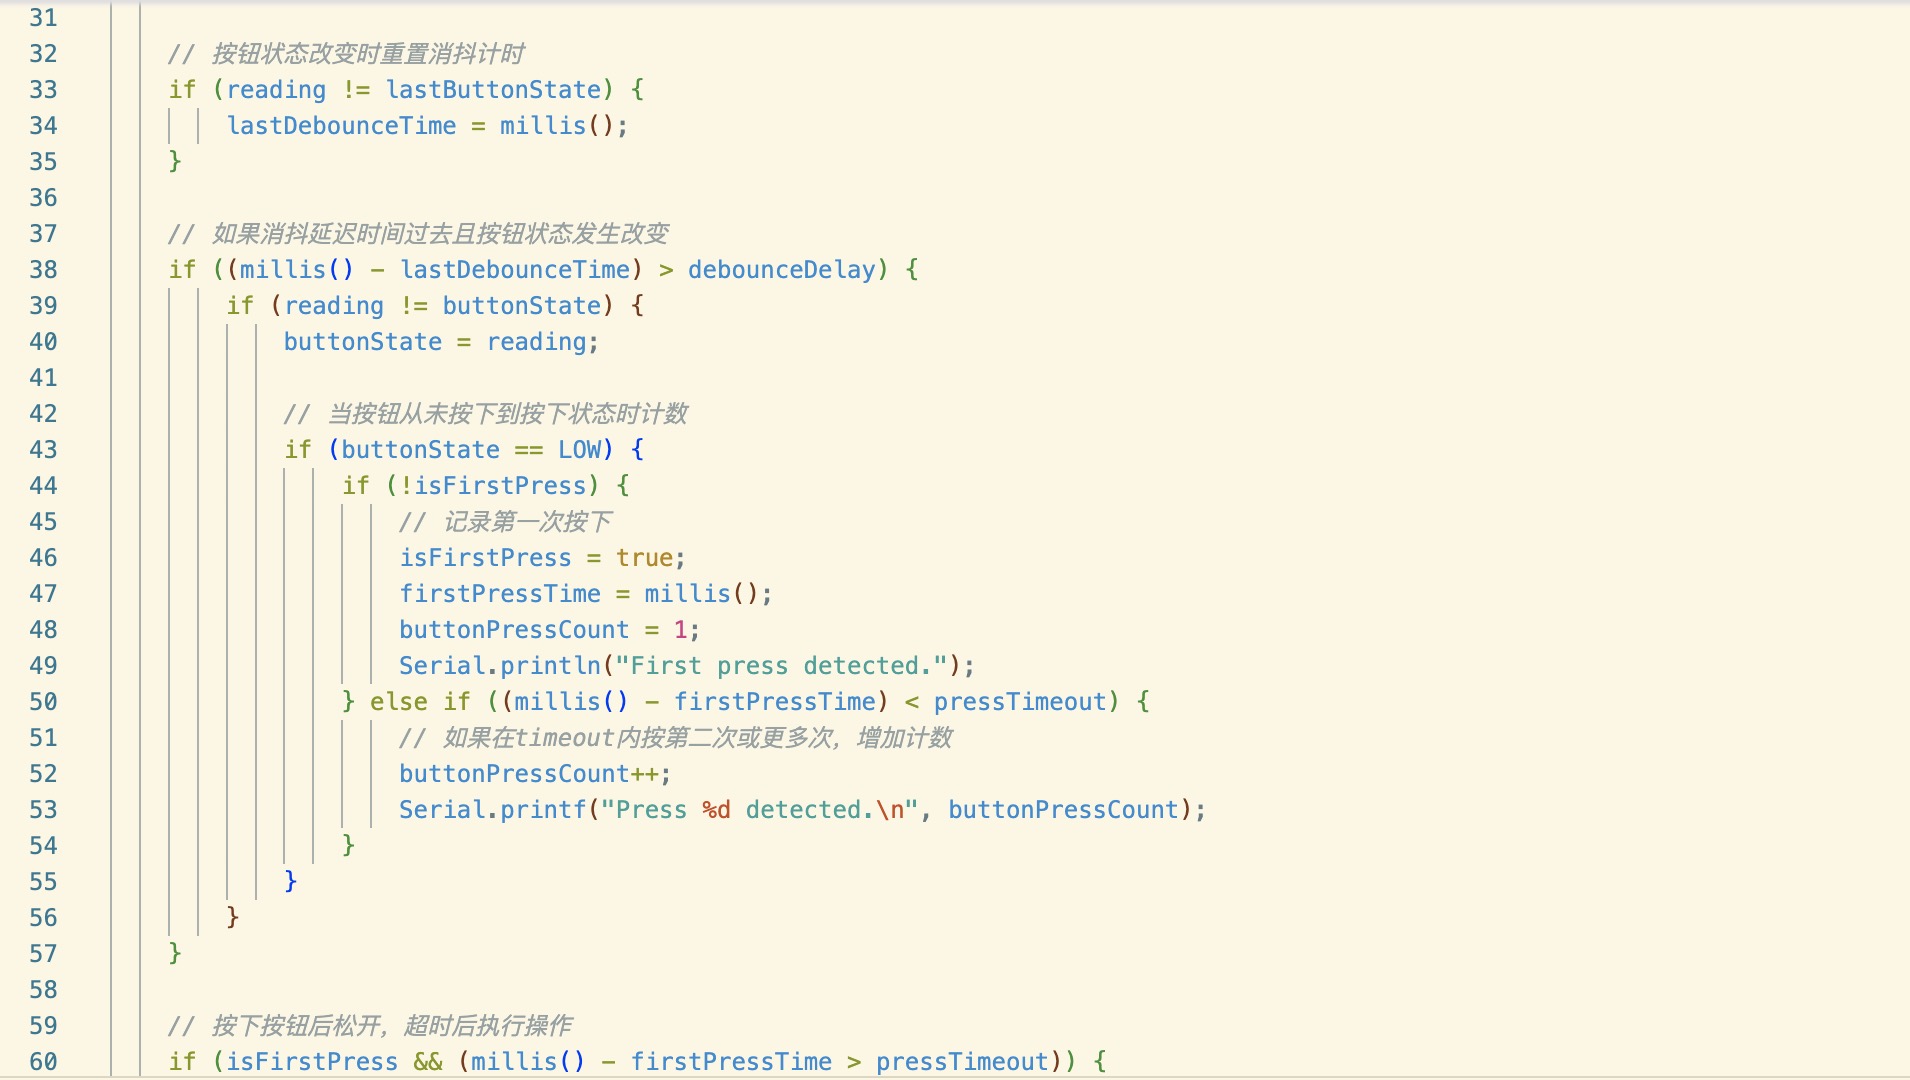 31
32 // 按钮状态改变时重置消抖计时
33 if (reading != lastButtonState) {
34 lastDebounceTime = millis();
35 }
36
37 // 如果消抖延迟时间过去且按钮状态发生改变
38 if ((millis() - lastDebounceTime) > debounceDelay) {
39 if (reading != buttonState) {
40 buttonState = reading;
41
42 // 当按钮从未按下到按下状态时计数
43 if (buttonState == LOW) {
44 if (!isFirstPress) {
45 // 记录第一次按下
46 isFirstPress = true;
47 firstPressTime = millis();
48 buttonPressCount = 1;
49 Serial.println("First press detected.");
50 } else if ((millis() - firstPressTime) < pressTimeout) {
51 // 如果在timeout内按第二次或更多次，增加计数
52 buttonPressCount++;
53 Serial.printf("Press %d detected.\n", buttonPressCount);
54 }
55 }
56 }
57 }
58
59 // 按下按钮后松开，超时后执行操作
60 if (isFirstPress && (millis() - firstPressTime > pressTimeout)) {